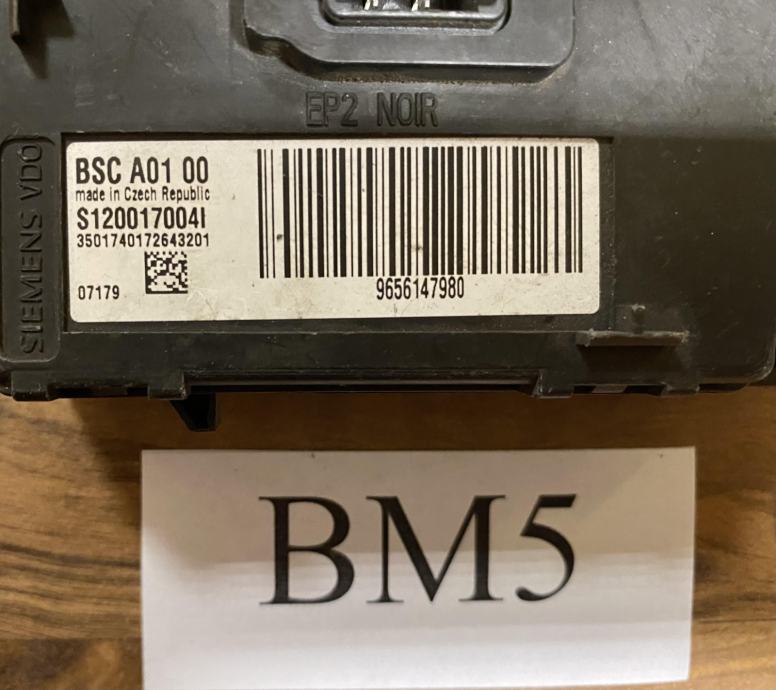 EP2 NOIR
SIEMENS VDO
BSC A01 00
made in Czech Republic
S120017004I
3501740172643201
07179
9656147980
BM5